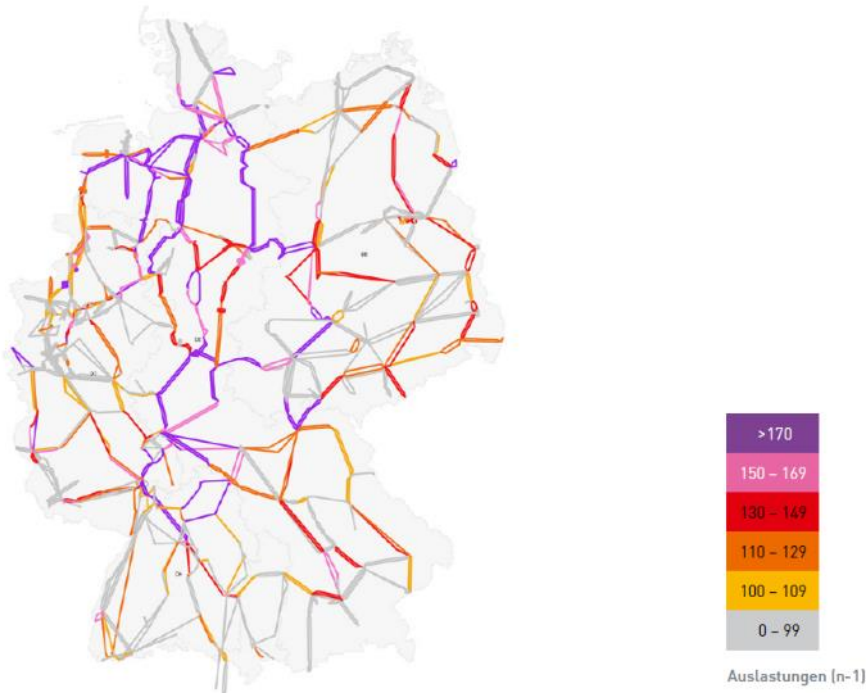 >170
150 – 169
130 – 149
110 – 129
100 – 109
0 – 99
Auslastungen (n-1)